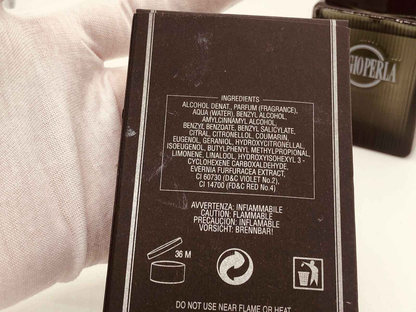 INGREDIENTS
ALCOHOL DENAT., PARFUM (FRAGRANCE),
AQUA (WATER), BENZYL ALCOHOL,
AMYLCINNAMYL ALCOHOL,
BENZYL BENZOATE, BENZYL SALICYLATE,
CITRAL, CITRONELLOL, COUMARIN,
EUGENOL, GERANIOL, HYDROXYCITRONELLAL,
ISOEUGENOL, BUTYLPHENYL METHYLPROPIONAL
LIMONENE, LINALOOL, HYDROXYISOHEXYL 3 -
CYCLOHEXENE CARBOXALDEHYDE,
EVERNIA FURFURACEA EXTRACT,
CI 60730 (D&C VIOLET No.2),
CI 14700 (FD&C RED No.4)
AVVERTENZA: INFIAMMABILE
CAUTION: FLAMMABLE
PRECAUCION: INFLAMABLE
VORSICHT: BRENNBAR!
36 M
DO NOT USE NEAR FLAME OR HEAT
GIOPERLA